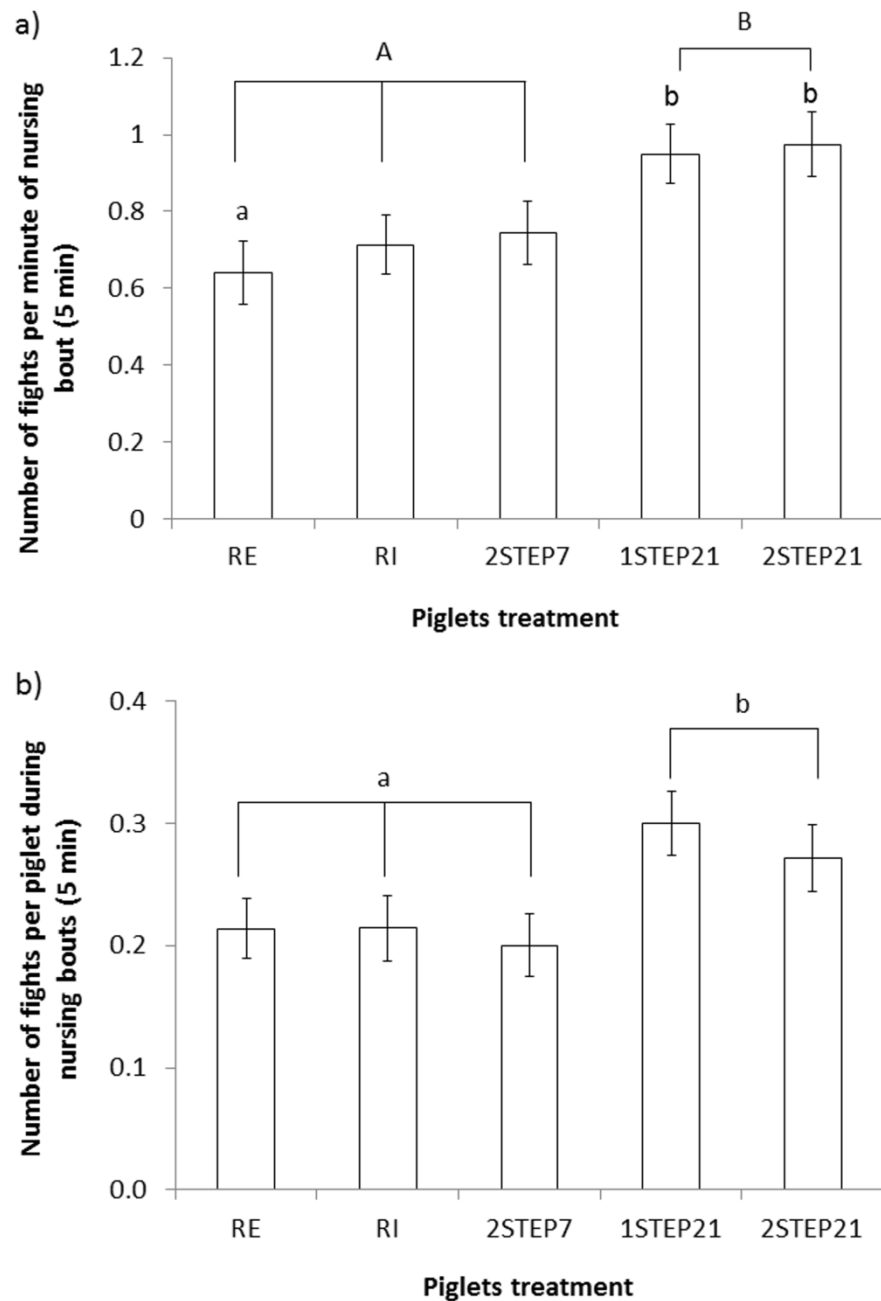 a)
Number of fights per minute of nursing
bout (5 min)
A
B
a
b
b
1.2
1
0.8
0.6
0.4
0.2
0
RE RI 2STEP7 1STEP21 2STEP21
Piglets treatment
b)
Number of fights per piglet during
nursing bouts (5 min)
a
b
0.4
0.3
0.2
0.1
0.0
RE RI 2STEP7 1STEP21 2STEP21
Piglets treatment